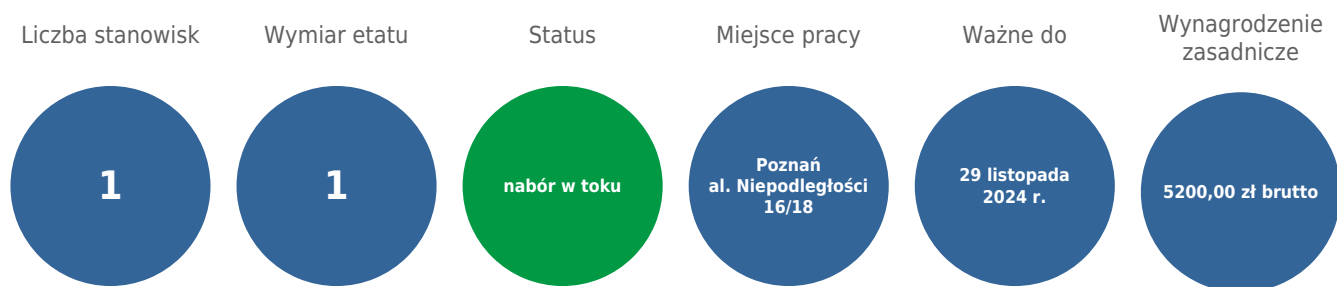 Liczba stanowisk
1
Wymiar etatu
1
Status
nabór w toku
Miejsce pracy
Poznań
al. Niepodległości
16/18
Ważne do
29 listopada
2024 r.
Wynagrodzenie
zasadnicze
5200,00 zł brutto